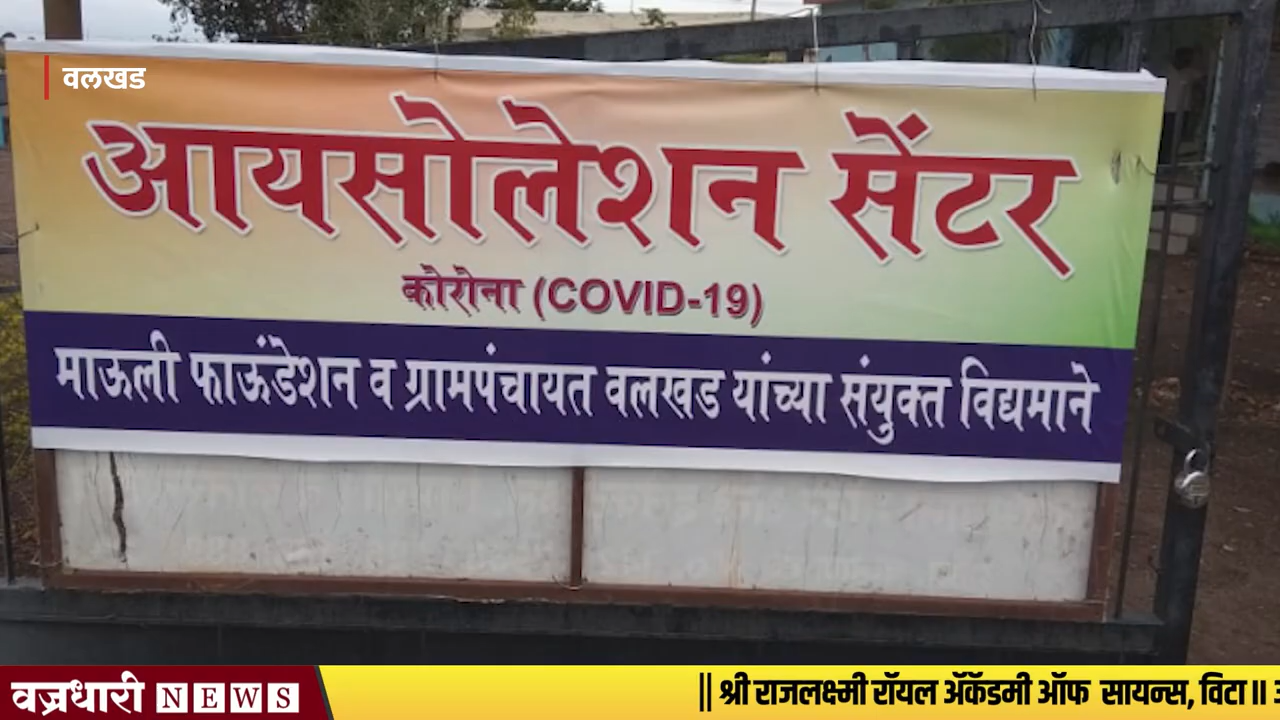 वलखड
आयसोलेशन सेंटर
कोरोना (COVID-19)
माऊली फाऊंडेशन व ग्रामपंचायत वलखड यांच्या संयुक्त विद्यमाने
वज्रधारी NEWS
|| श्री राजलक्ष्मी रॉयल ॲकॅडमी ऑफ सायन्स, विटा ||